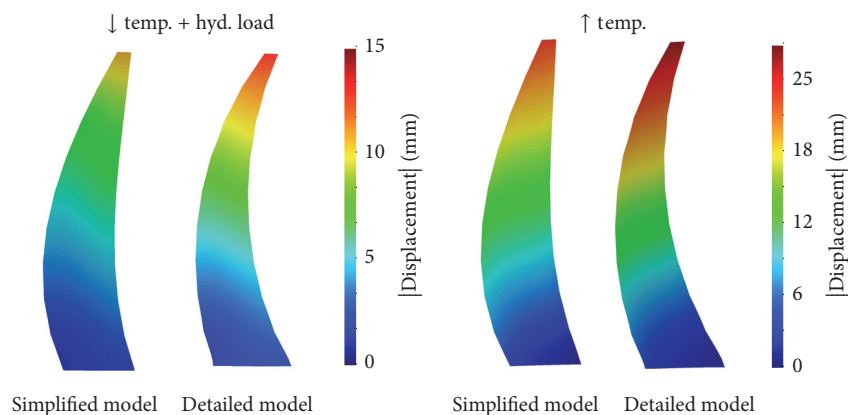 ↓ temp. + hyd. load
15
10
5
0
|Displacement| (mm)
Simplified model
Detailed model
↑ temp.
25
18
12
6
0
|Displacement| (mm)
Simplified model
Detailed model